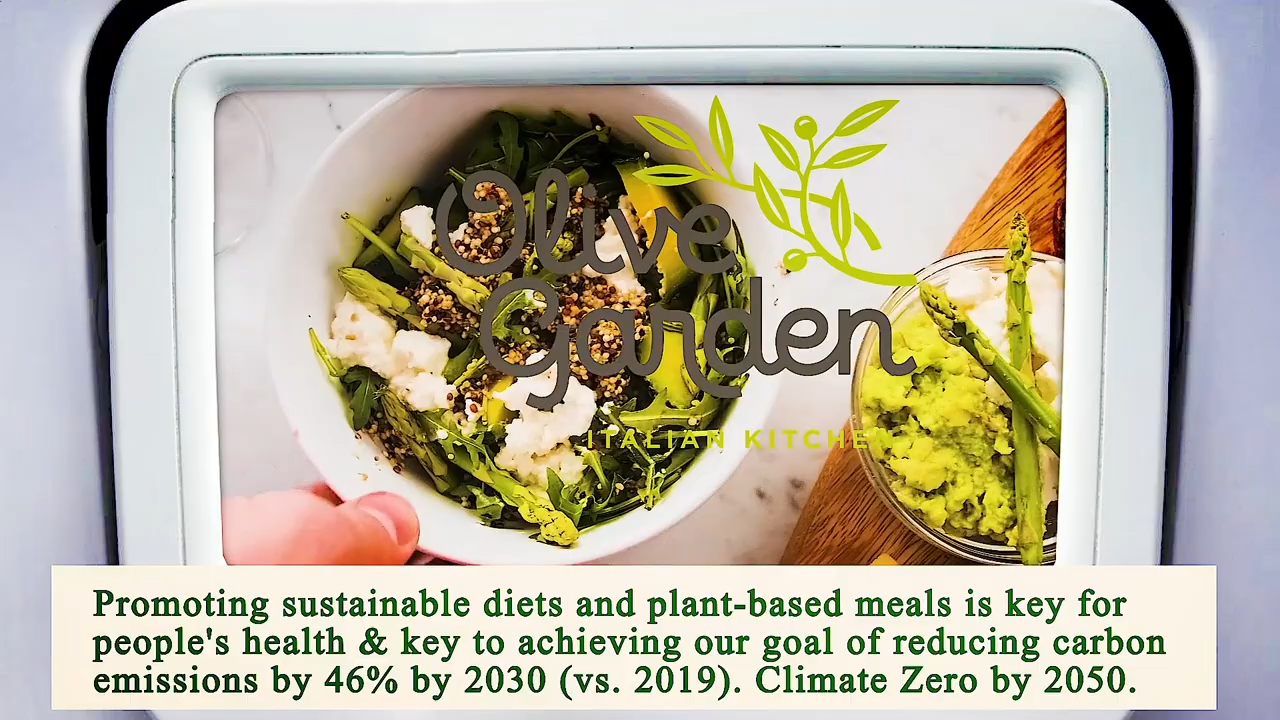 Olive
Garden
ITALIAN KITCHEN
Promoting sustainable diets and plant-based meals is key for
people's health & key to achieving our goal of reducing carbon
emissions by 46% by 2030 (vs. 2019). Climate Zero by 2050.